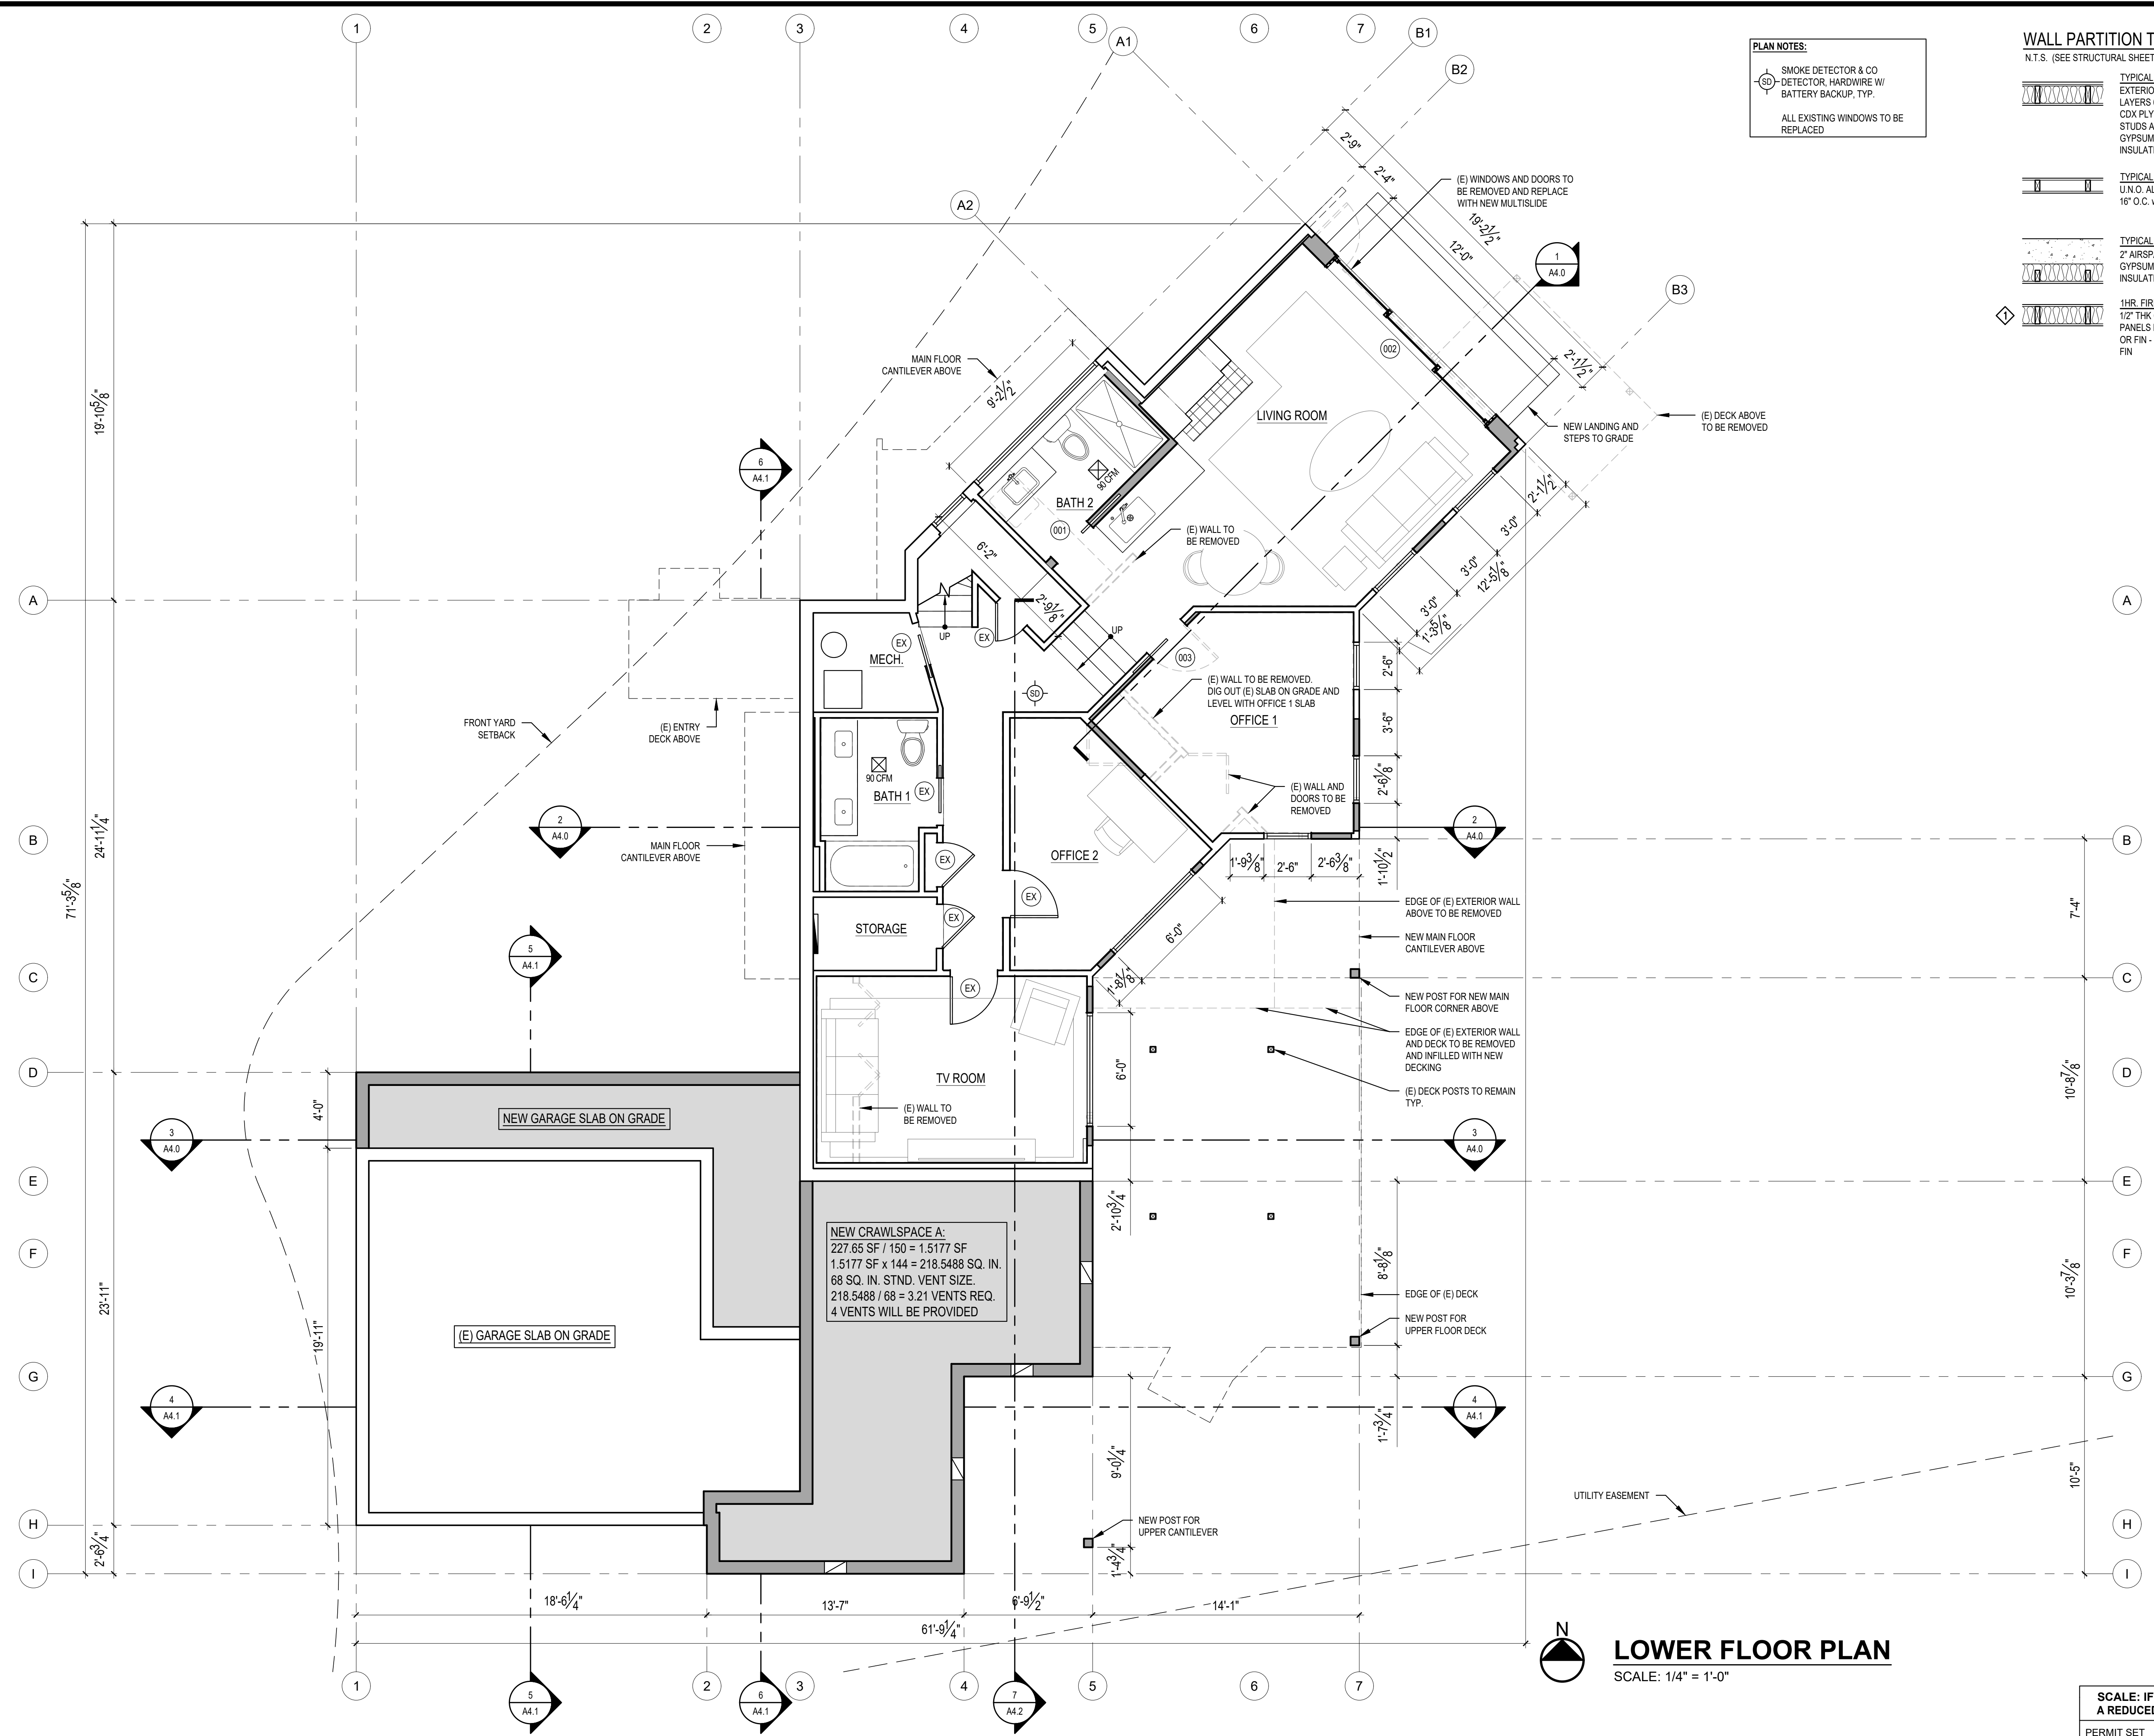 1
2
3
4
5
6
7
A1
A2
B1
B2
B3
PLAN NOTES:
SD
SMOKE DETECTOR & CO
DETECTOR, HARDWIRE W/
BATTERY BACKUP, TYP.
ALL EXISTING WINDOWS TO BE
REPLACED
WALL PARTITION T
N.T.S. (SEE STRUCTURAL SHEET
TYPICAL
EXTERIO
LAYERS
CDX PLY
STUDS A
GYPSUM
INSULATI
TYPICAL
U.N.O. AL
16" O.C. w
TYPICAL
2" AIRSPA
GYPSUM
INSULATI
1
1HR. FIR
1/2" THK
PANELS
OR FIN -
FIN
2'-9"
2'-4"
19'-2 1/2"
12'-0"
2'-1 1/2"
(E) WINDOWS AND DOORS TO
BE REMOVED AND REPLACE
WITH NEW MULTISLIDE
1
A4.0
002
LIVING ROOM
NEW LANDING AND
STEPS TO GRADE
(E) DECK ABOVE
TO BE REMOVED
MAIN FLOOR
CANTILEVER ABOVE
9'-2 1/2"
BATH 2
90 CFM
001
(E) WALL TO
BE REMOVED
6'-2"
2'-9 1/8"
2'-1 1/2"
3'-0"
3'-0"
12'-5 1/8"
3'-0"
1'-3 5/8"
6
A4.1
19'-10 5/8"
71'-3 5/8"
24'-11 1/4"
23'-11"
2'-6 3/4"
A
A
UP
UP
EX
EX
MECH.
SD
003
(E) WALL TO BE REMOVED.
DIG OUT (E) SLAB ON GRADE AND
LEVEL WITH OFFICE 1 SLAB
OFFICE 1
2'-6"
3'-6"
2'-6 1/8"
1'-10 1/2"
FRONT YARD
SETBACK
(E) ENTRY
DECK ABOVE
90 CFM
BATH 1
EX
(E) WALL AND
DOORS TO BE
REMOVED
2
A4.0
2
A4.0
B
B
MAIN FLOOR
CANTILEVER ABOVE
OFFICE 2
EX
EX
1'-9 3/8"
2'-6"
2'-6 3/8"
EDGE OF (E) EXTERIOR WALL
ABOVE TO BE REMOVED
7'-4"
STORAGE
EX
6'-0"
NEW MAIN FLOOR
CANTILEVER ABOVE
5
A4.1
C
C
EX
1'-8 1/8"
NEW POST FOR NEW MAIN
FLOOR CORNER ABOVE
EDGE OF (E) EXTERIOR WALL
AND DECK TO BE REMOVED
AND INFILLED WITH NEW
DECKING
D
D
TV ROOM
6'-0"
10'-8 7/8"
(E) DECK POSTS TO REMAIN
TYP.
4'-0"
NEW GARAGE SLAB ON GRADE
(E) WALL TO
BE REMOVED
3
A4.0
3
A4.0
E
E
2'-10 3/4"
NEW CRAWLSPACE A:
227.65 SF / 150 = 1.5177 SF
1.5177 SF x 144 = 218.5488 SQ. IN.
68 SQ. IN. STND. VENT SIZE.
218.5488 / 68 = 3.21 VENTS REQ.
4 VENTS WILL BE PROVIDED
F
F
8'-8 1/8"
10'-3 7/8"
EDGE OF (E) DECK
NEW POST FOR
UPPER FLOOR DECK
19'-11"
(E) GARAGE SLAB ON GRADE
G
G
4
A4.1
4
A4.1
1'-7 3/4"
9'-0 1/4"
10'-5"
UTILITY EASEMENT
NEW POST FOR
UPPER CANTILEVER
H
H
1'-4 3/4"
I
I
18'-6 1/4"
13'-7"
6'-9 1/2"
14'-1"
61'-9 1/4"
1
2
3
4
5
6
7
5
A4.1
6
A4.1
7
A4.2
N
LOWER FLOOR PLAN
SCALE: 1/4" = 1'-0"
SCALE: IF
A REDUCE
PERMIT SET